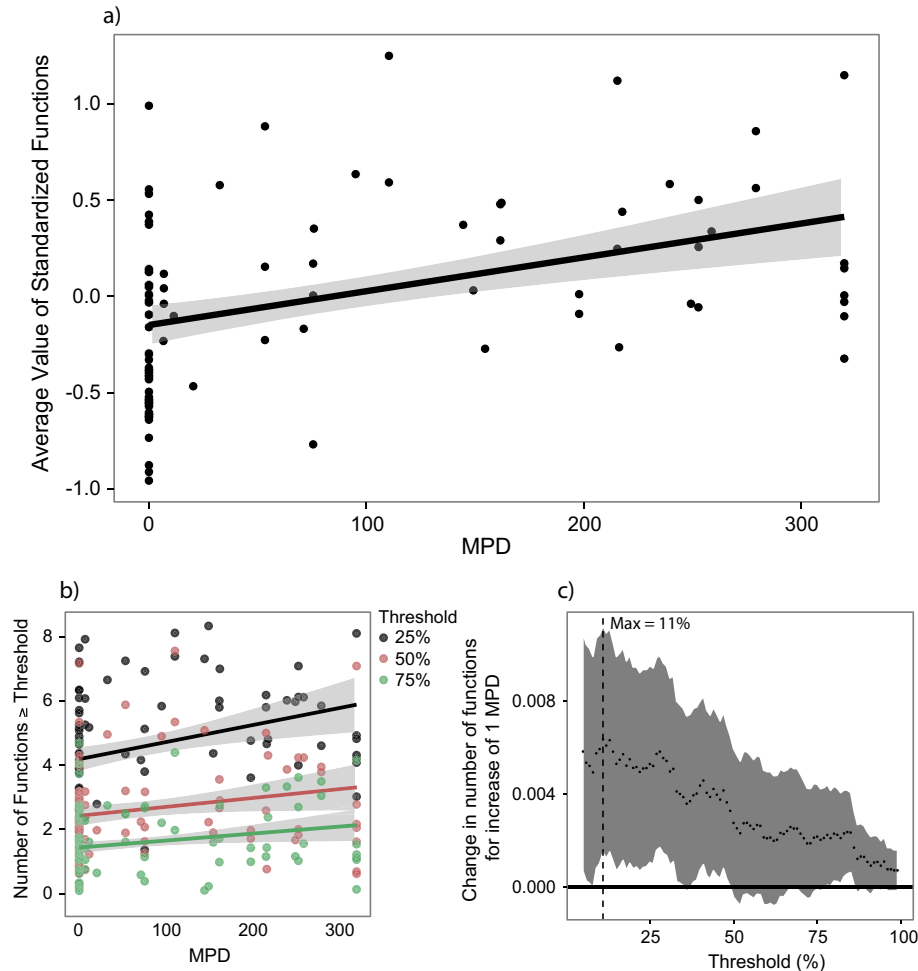 a)
Average Value of Standardized Functions
1.0
0.5
0.0
-0.5
-1.0
0
100
200
300
MPD
b)
Number of Functions ≥ Threshold
8
6
4
2
0
0
100
200
300
MPD
Threshold
25%
50%
75%
c)
Max = 11%
Change in number of functions
for increase of 1 MPD
0.008
0.004
0.000
25
50
75
100
Threshold (%)